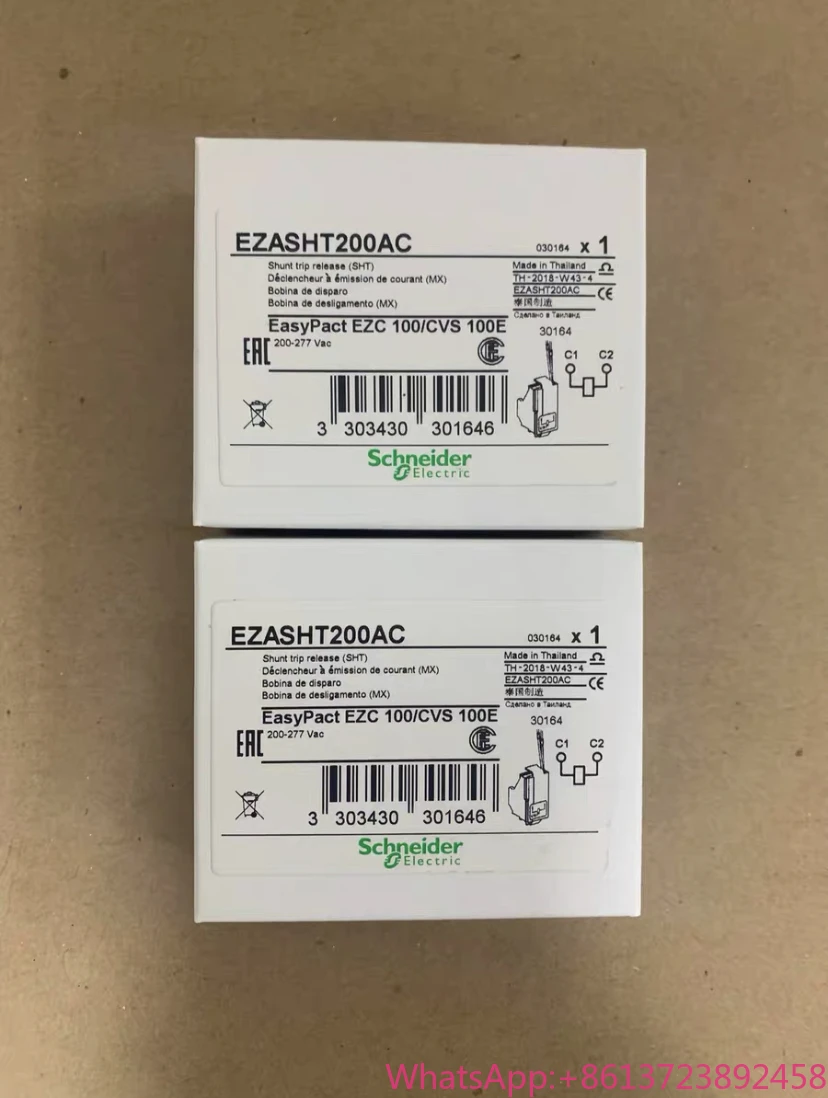 EZASHT200AC
030164 x 1
Shunt trip release (SHT)
Déclencheur à émission de courant (MX)
Bobina de disparo
Bobina de desligamento (MX)
Made in Thailand
TH-2018-W43-4
EZASHT200AC
CE
泰国制造
Сделано в Таиланд
EasyPact EZC 100/CVS 100E
30164
EAC
200-277 Vac
C1 C2
3 303430 301646
Schneider
Electric
EZASHT200AC
030164 x 1
Shunt trip release (SHT)
Déclencheur à émission de courant (MX)
Bobina de disparo
Bobina de desligamento (MX)
Made in Thailand
TH-2018-W43-4
EZASHT200AC
CE
泰国制造
Сделано в Таиланд
EasyPact EZC 100/CVS 100E
30164
EAC
200-277 Vac
C1 C2
3 303430 301646
Schneider
Electric
WhatsApp:+8613723892458